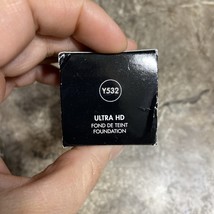 Y532
ULTRA HD
FOND DE TEINT
FOUNDATION